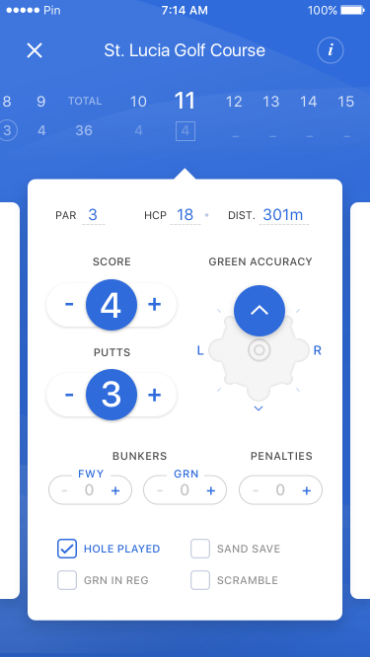 Pin 7:14 AM 100%
St. Lucia Golf Course i
8 9 TOTAL 10 11 12 13 14 15
3 4 36 4 4 _ _ _ _
PAR 3 HCP 18 DIST. 301m
SCORE GREEN ACCURACY
- 4 +
PUTTS L R
- 3 +
BUNKERS PENALTIES
FWY GRN
- 0 + - 0 + - 0 +
HOLE PLAYED SAND SAVE
GRN IN REG SCRAMBLE